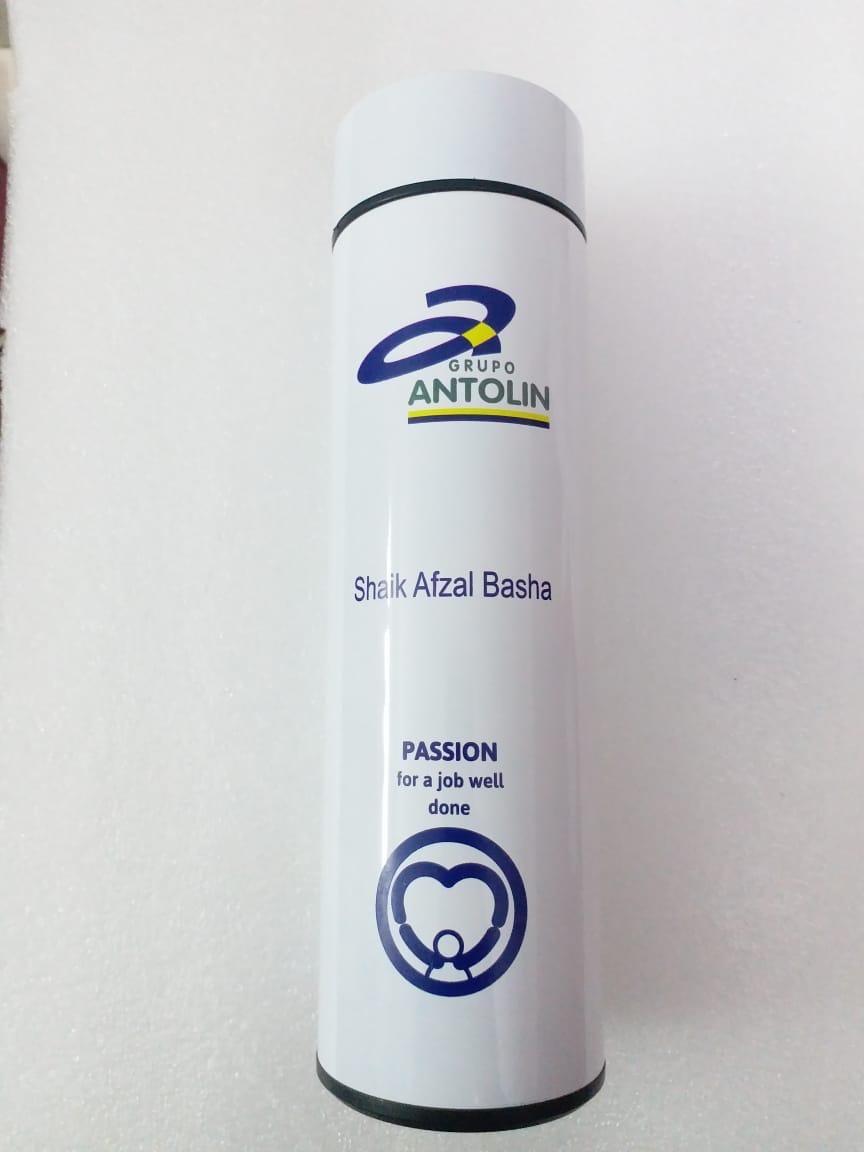 GRUPO
ANTOLIN
Shaik Afzal Basha
PASSION
for a job well
done